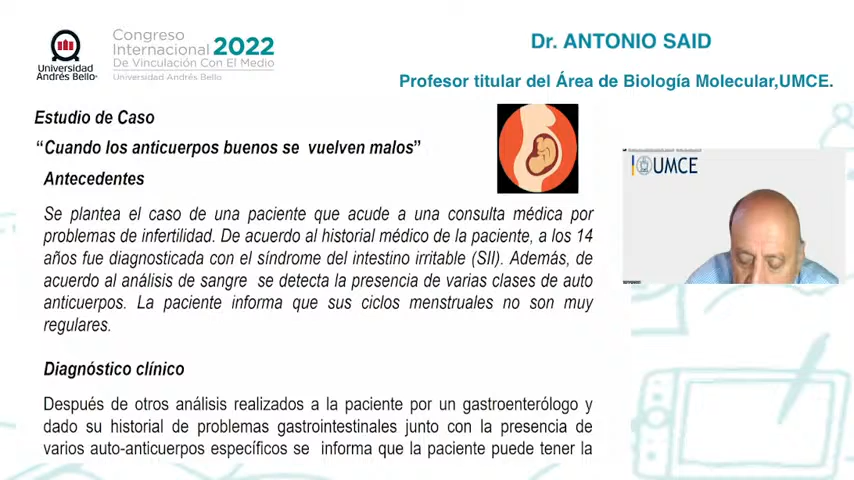 Universidad
Andrés Bello
Congreso
Internacional 2022
De Vinculación Con El Medio
Universidad Andrés Bello
Dr. ANTONIO SAID
Profesor titular del Área de Biología Molecular,UMCE.
Estudio de Caso
“Cuando los anticuerpos buenos se vuelven malos”
Antecedentes
Se plantea el caso de una paciente que acude a una consulta médica por
problemas de infertilidad. De acuerdo al historial médico de la paciente, a los 14
años fue diagnosticada con el síndrome del intestino irritable (SII). Además, de
acuerdo al análisis de sangre se detecta la presencia de varias clases de auto
anticuerpos. La paciente informa que sus ciclos menstruales no son muy
regulares.
Diagnóstico clínico
Después de otros análisis realizados a la paciente por un gastroenterólogo y
dado su historial de problemas gastrointestinales junto con la presencia de
varios auto-anticuerpos específicos se informa que la paciente puede tener la
UMCE